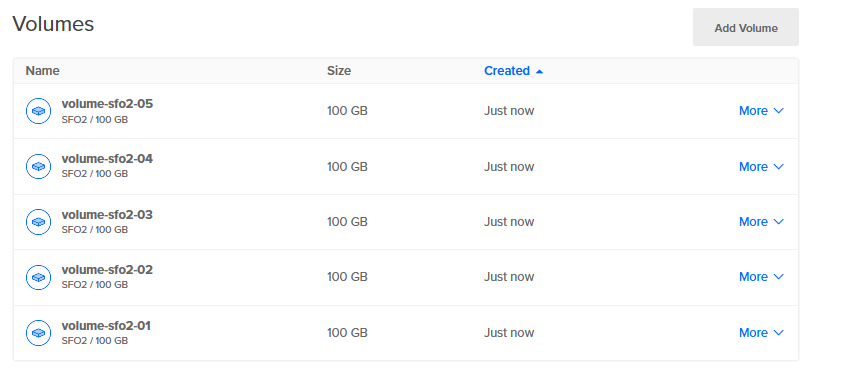 Volumes
Add Volume
Name Size Created
volume-sfo2-05
SFO2 / 100 GB
100 GB Just now More
volume-sfo2-04
SFO2 / 100 GB
100 GB Just now More
volume-sfo2-03
SFO2 / 100 GB
100 GB Just now More
volume-sfo2-02
SFO2 / 100 GB
100 GB Just now More
volume-sfo2-01
SFO2 / 100 GB
100 GB Just now More